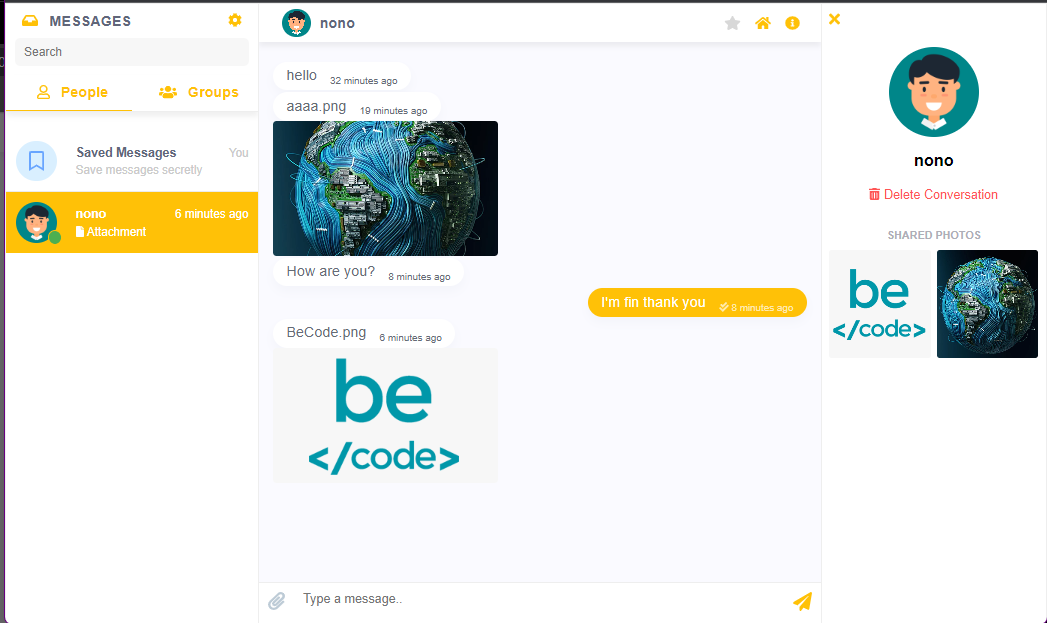 MESSAGES
Search
People
Groups
Saved Messages
You
Save messages secretly
nono
6 minutes ago
Attachment
nono
hello 32 minutes ago
aaaa.png 19 minutes ago
How are you? 8 minutes ago
I'm fin thank you 8 minutes ago
BeCode.png 6 minutes ago
be
</code>
Type a message..
nono
Delete Conversation
SHARED PHOTOS
be
</code>